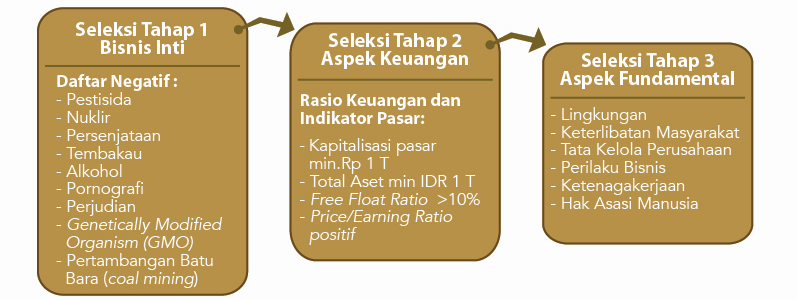 Seleksi Tahap 1
Bisnis Inti
Daftar Negatif :
- Pestisida
- Nuklir
- Persenjataan
- Tembakau
- Alkohol
- Pornografi
- Perjudian
- Genetically Modified
Organism (GMO)
- Pertambangan Batu
Bara (coal mining)
Seleksi Tahap 2
Aspek Keuangan
Rasio Keuangan dan
Indikator Pasar:
- Kapitalisasi pasar
min.Rp 1 T
- Total Aset min IDR 1 T
- Free Float Ratio >10%
- Price/Earning Ratio
positif
Seleksi Tahap 3
Aspek Fundamental
- Lingkungan
- Keterlibatan Masyarakat
- Tata Kelola Perusahaan
- Perilaku Bisnis
- Ketenagakerjaan
- Hak Asasi Manusia